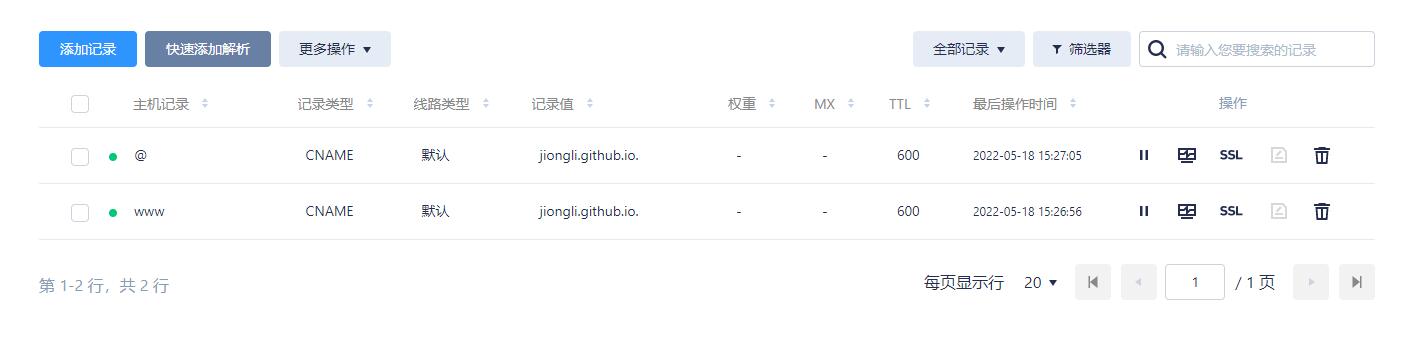 添加记录 快速添加解析 更多操作 全部记录 筛选器 请输入您要搜索的记录
主机记录 记录类型 线路类型 记录值 权重 MX TTL 最后操作时间 操作
@ CNAME 默认 jiongli.github.io. - - 600 2022-05-18 15:27:05 SSL
www CNAME 默认 jiongli.github.io. - - 600 2022-05-18 15:26:56 SSL
第 1-2 行，共 2 行 每页显示行 20 1 / 1 页